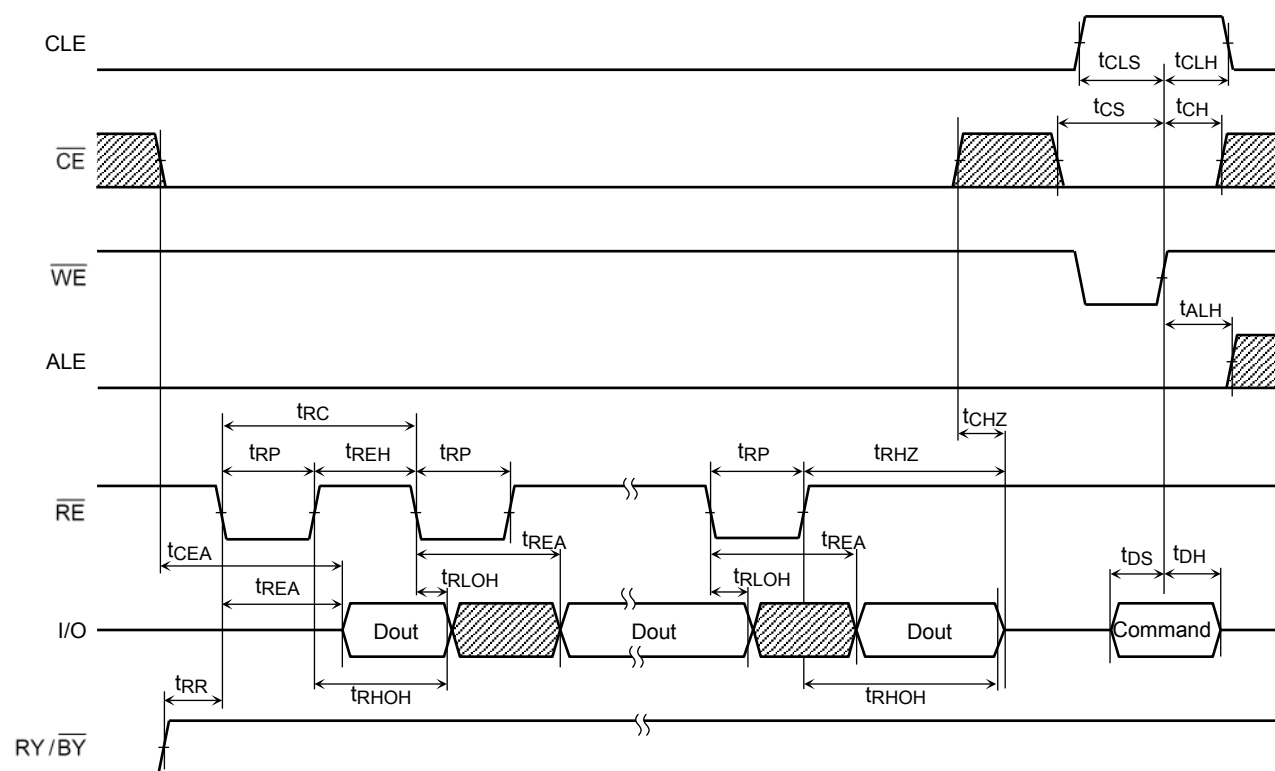 CLE
tCLS tCLH
tCS tCH
CE
WE
tALH
ALE
tRC
tCHZ
tRP tREH tRP tRP tRHZ
RE
tCEA tREA tREA
tREA tRLOH tRLOH tDS tDH
I/O Dout Dout Dout Command
tRR tRHOH tRHOH
RY/BY